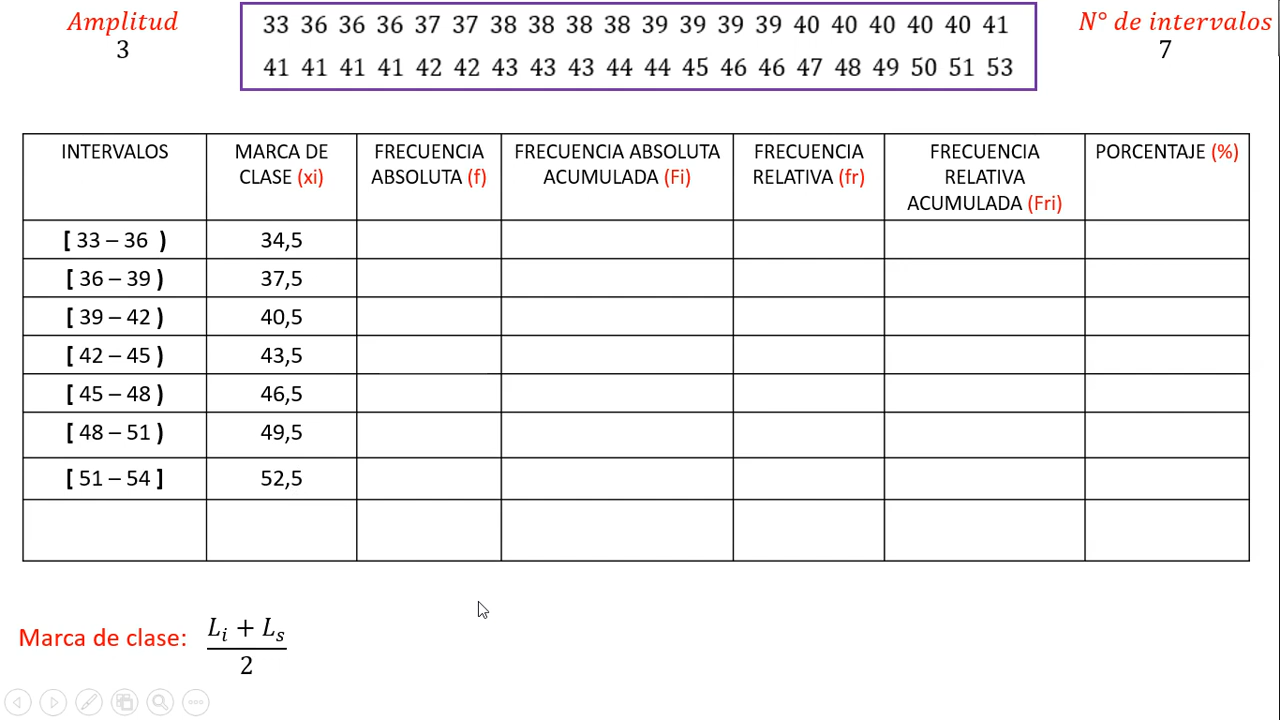 Amplitud
3
33 36 36 36 37 37 38 38 38 38 39 39 39 39 40 40 40 40 40 41
41 41 41 41 42 42 43 43 43 44 44 45 46 46 47 48 49 50 51 53
N° de intervalos
7
INTERVALOS
MARCA DE
CLASE (xi)
FRECUENCIA
ABSOLUTA (f)
FRECUENCIA ABSOLUTA
ACUMULADA (Fi)
FRECUENCIA
RELATIVA (fr)
FRECUENCIA
RELATIVA
ACUMULADA (Fri)
PORCENTAJE (%)
[ 33 – 36 ) 34,5
[ 36 – 39 ) 37,5
[ 39 – 42 ) 40,5
[ 42 – 45 ) 43,5
[ 45 – 48 ) 46,5
[ 48 – 51 ) 49,5
[ 51 – 54 ] 52,5
Marca de clase: Li + Ls
2